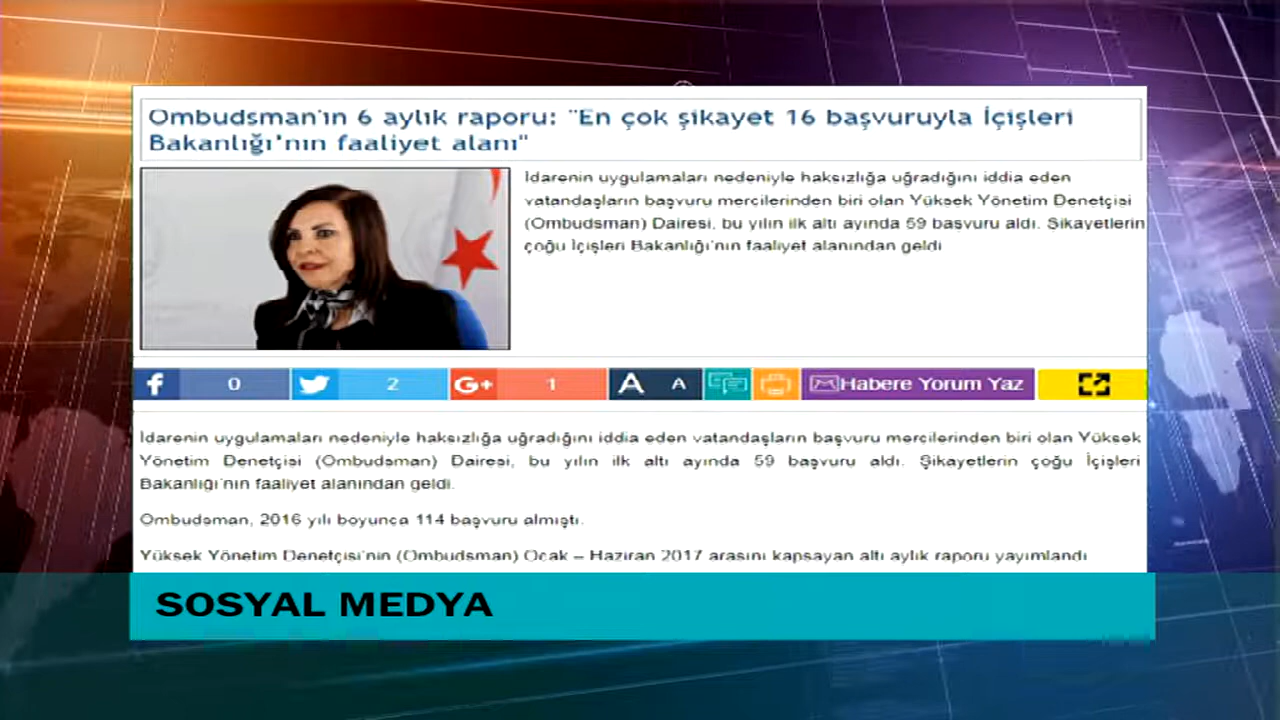 Ombudsman'ın 6 aylık raporu: "En çok şikayet 16 başvuruyla İçişleri
Bakanlığı'nın faaliyet alanı"
İdarenin uygulamaları nedeniyle haksızlığa uğradığını iddia eden
vatandaşların başvuru mercilerinden biri olan Yüksek Yönetim Denetçisi
(Ombudsman) Dairesi, bu yılın ilk altı ayında 59 başvuru aldı. Şikayetlerin
çoğu İçişleri Bakanlığı'nın faaliyet alanından geldi
f 0 2 G+ 1 A A Habere Yorum Yaz
İdarenin uygulamaları nedeniyle haksızlığa uğradığını iddia eden vatandaşların başvuru mercilerinden biri olan Yüksek
Yönetim Denetçisi (Ombudsman) Dairesi, bu yılın ilk altı ayında 59 başvuru aldı. Şikayetlerin çoğu İçişleri
Bakanlığı'nın faaliyet alanından geldi.
Ombudsman, 2016 yılı boyunca 114 başvuru almıştı.
Yüksek Yönetim Denetçisi'nin (Ombudsman) Ocak – Haziran 2017 arasını kapsayan altı aylık raporu yayımlandı
SOSYAL MEDYA